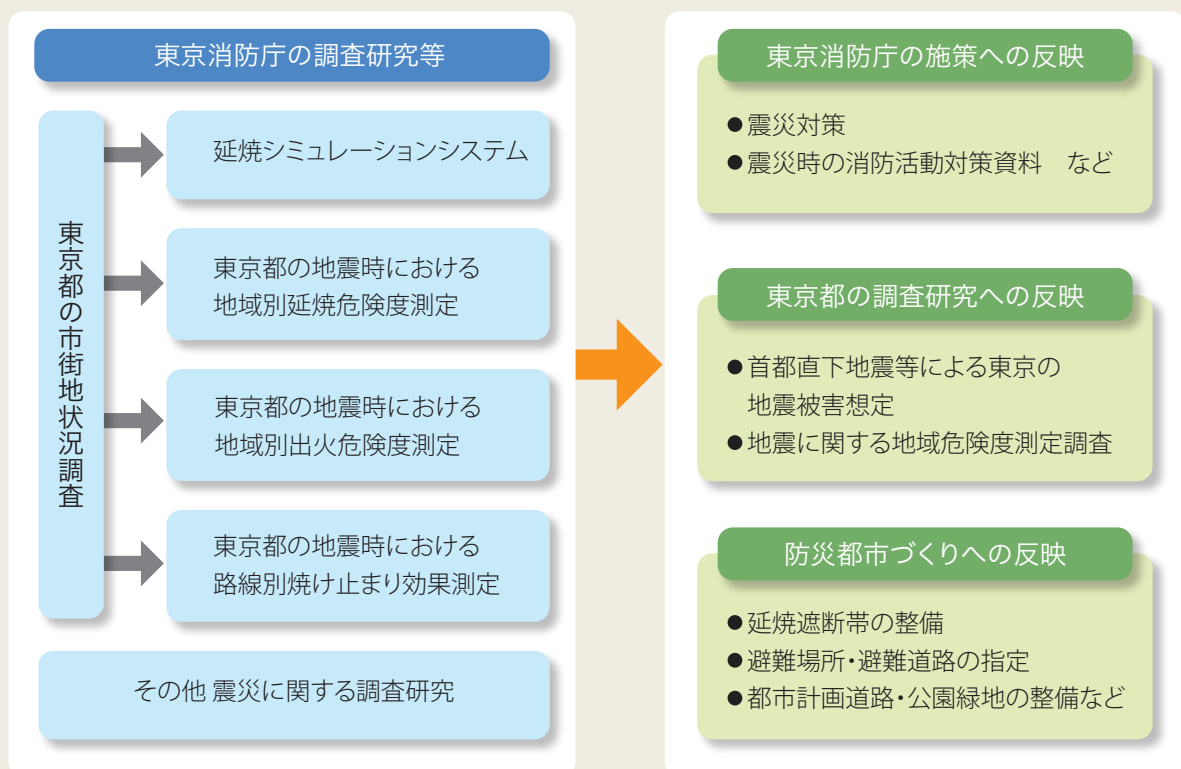 東京消防庁の調査研究等
東京都の市街地状況調査
延焼シミュレーションシステム
東京都の地震時における
地域別延焼危険度測定
東京都の地震時における
地域別出火危険度測定
東京都の地震時における
路線別焼け止まり効果測定
その他 震災に関する調査研究
東京消防庁の施策への反映
●震災対策
●震災時の消防活動対策資料　など
東京都の調査研究への反映
●首都直下地震等による東京の
地震被害想定
●地震に関する地域危険度測定調査
防災都市づくりへの反映
●延焼遮断帯の整備
●避難場所・避難道路の指定
●都市計画道路・公園緑地の整備など